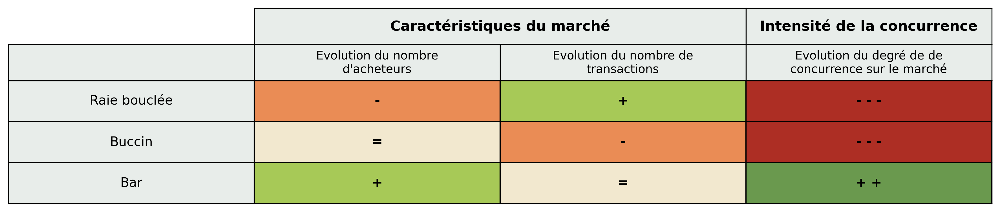 Caractéristiques du marché
Intensité de la concurrence
Evolution du nombre
d'acheteurs
Evolution du nombre de
transactions
Evolution du degré de de
concurrence sur le marché
Raie bouclée
-
+
- - -
Buccin
=
-
- - -
Bar
+
=
+ +